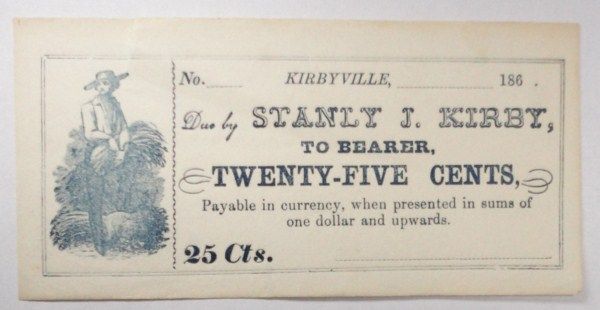 No. KIRBYVILLE, 186 .
Due by STANLY J. KIRBY,
TO BEARER,
TWENTY-FIVE CENTS,
Payable in currency, when presented in sums of
one dollar and upwards.
25 Cts.